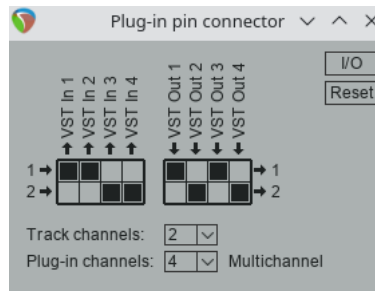 Plug-in pin connector
I/O
Reset
VST In 1
VST In 2
VST In 3
VST In 4
VST Out 1
VST Out 2
VST Out 3
VST Out 4
1 1
2 2
Track channels: 2
Plug-in channels: 4 Multichannel